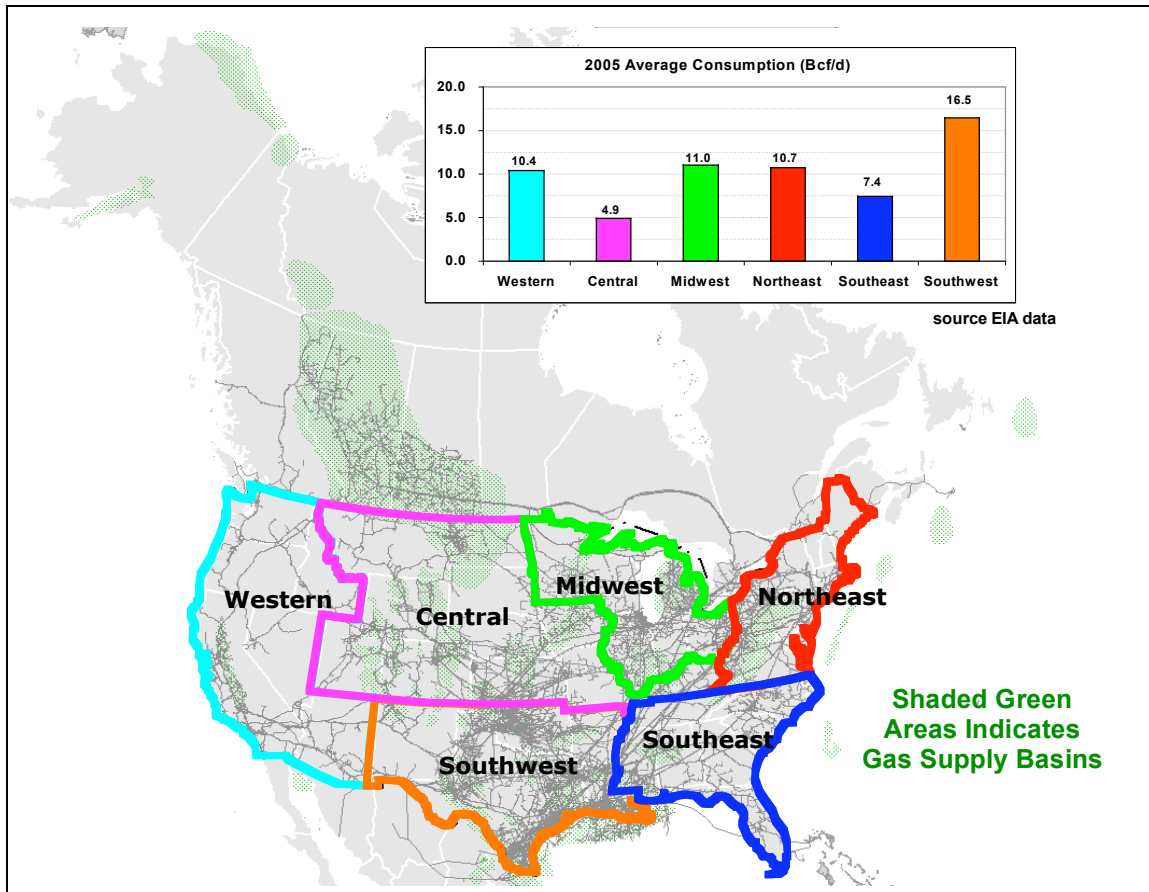 2005 Average Consumption (Bcf/d)
20.0
15.0
10.0
5.0
0.0
10.4
4.9
11.0
10.7
7.4
16.5
Western
Central
Midwest
Northeast
Southeast
Southwest
source EIA data
Western
Central
Midwest
Northeast
Southwest
Southeast
Shaded Green
Areas Indicates
Gas Supply Basins